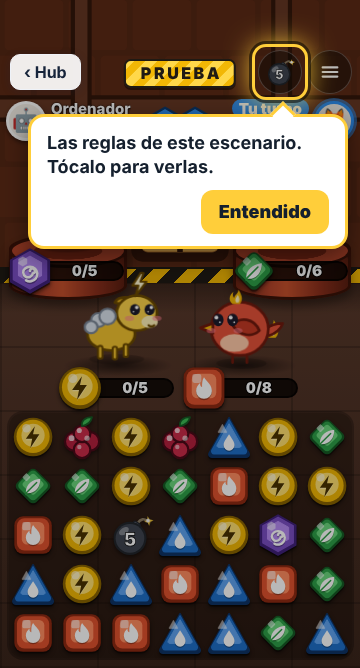 ‹ Hub
PRUEBA
5
Ordenador
Tu turno
Las reglas de este escenario.
Tócalo para verlas.
Entendido
0/5
0/6
0/5
0/8
5